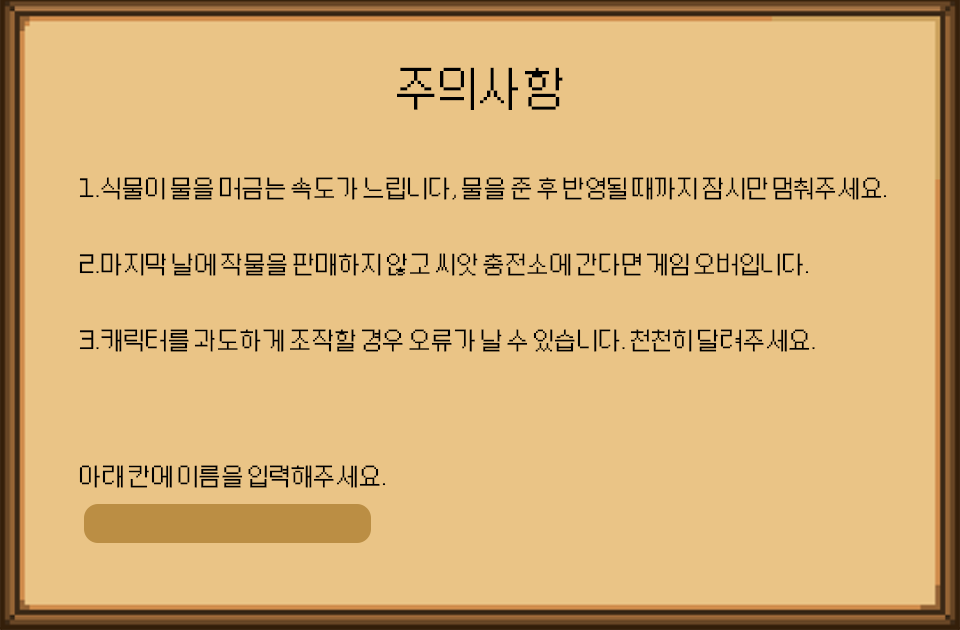 주의사항
1.식물이 물을 머금는 속도가 느립니다, 물을 준 후 반영될 때까지 잠시만 멈춰주세요.
2.마지막 날에 작물을 판매하지 않고 씨앗 충전소에 간다면 게임 오버입니다.
3.캐릭터를 과도하게 조작할 경우 오류가 날 수 있습니다. 천천히 달려주세요.
아래 칸에 이름을 입력해주세요.